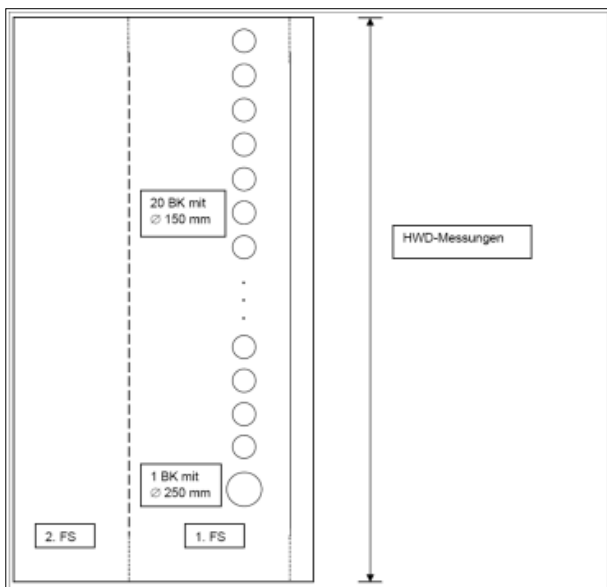 20 BK mit
∅ 150 mm
HWD-Messungen
1 BK mit
∅ 250 mm
2. FS
1. FS